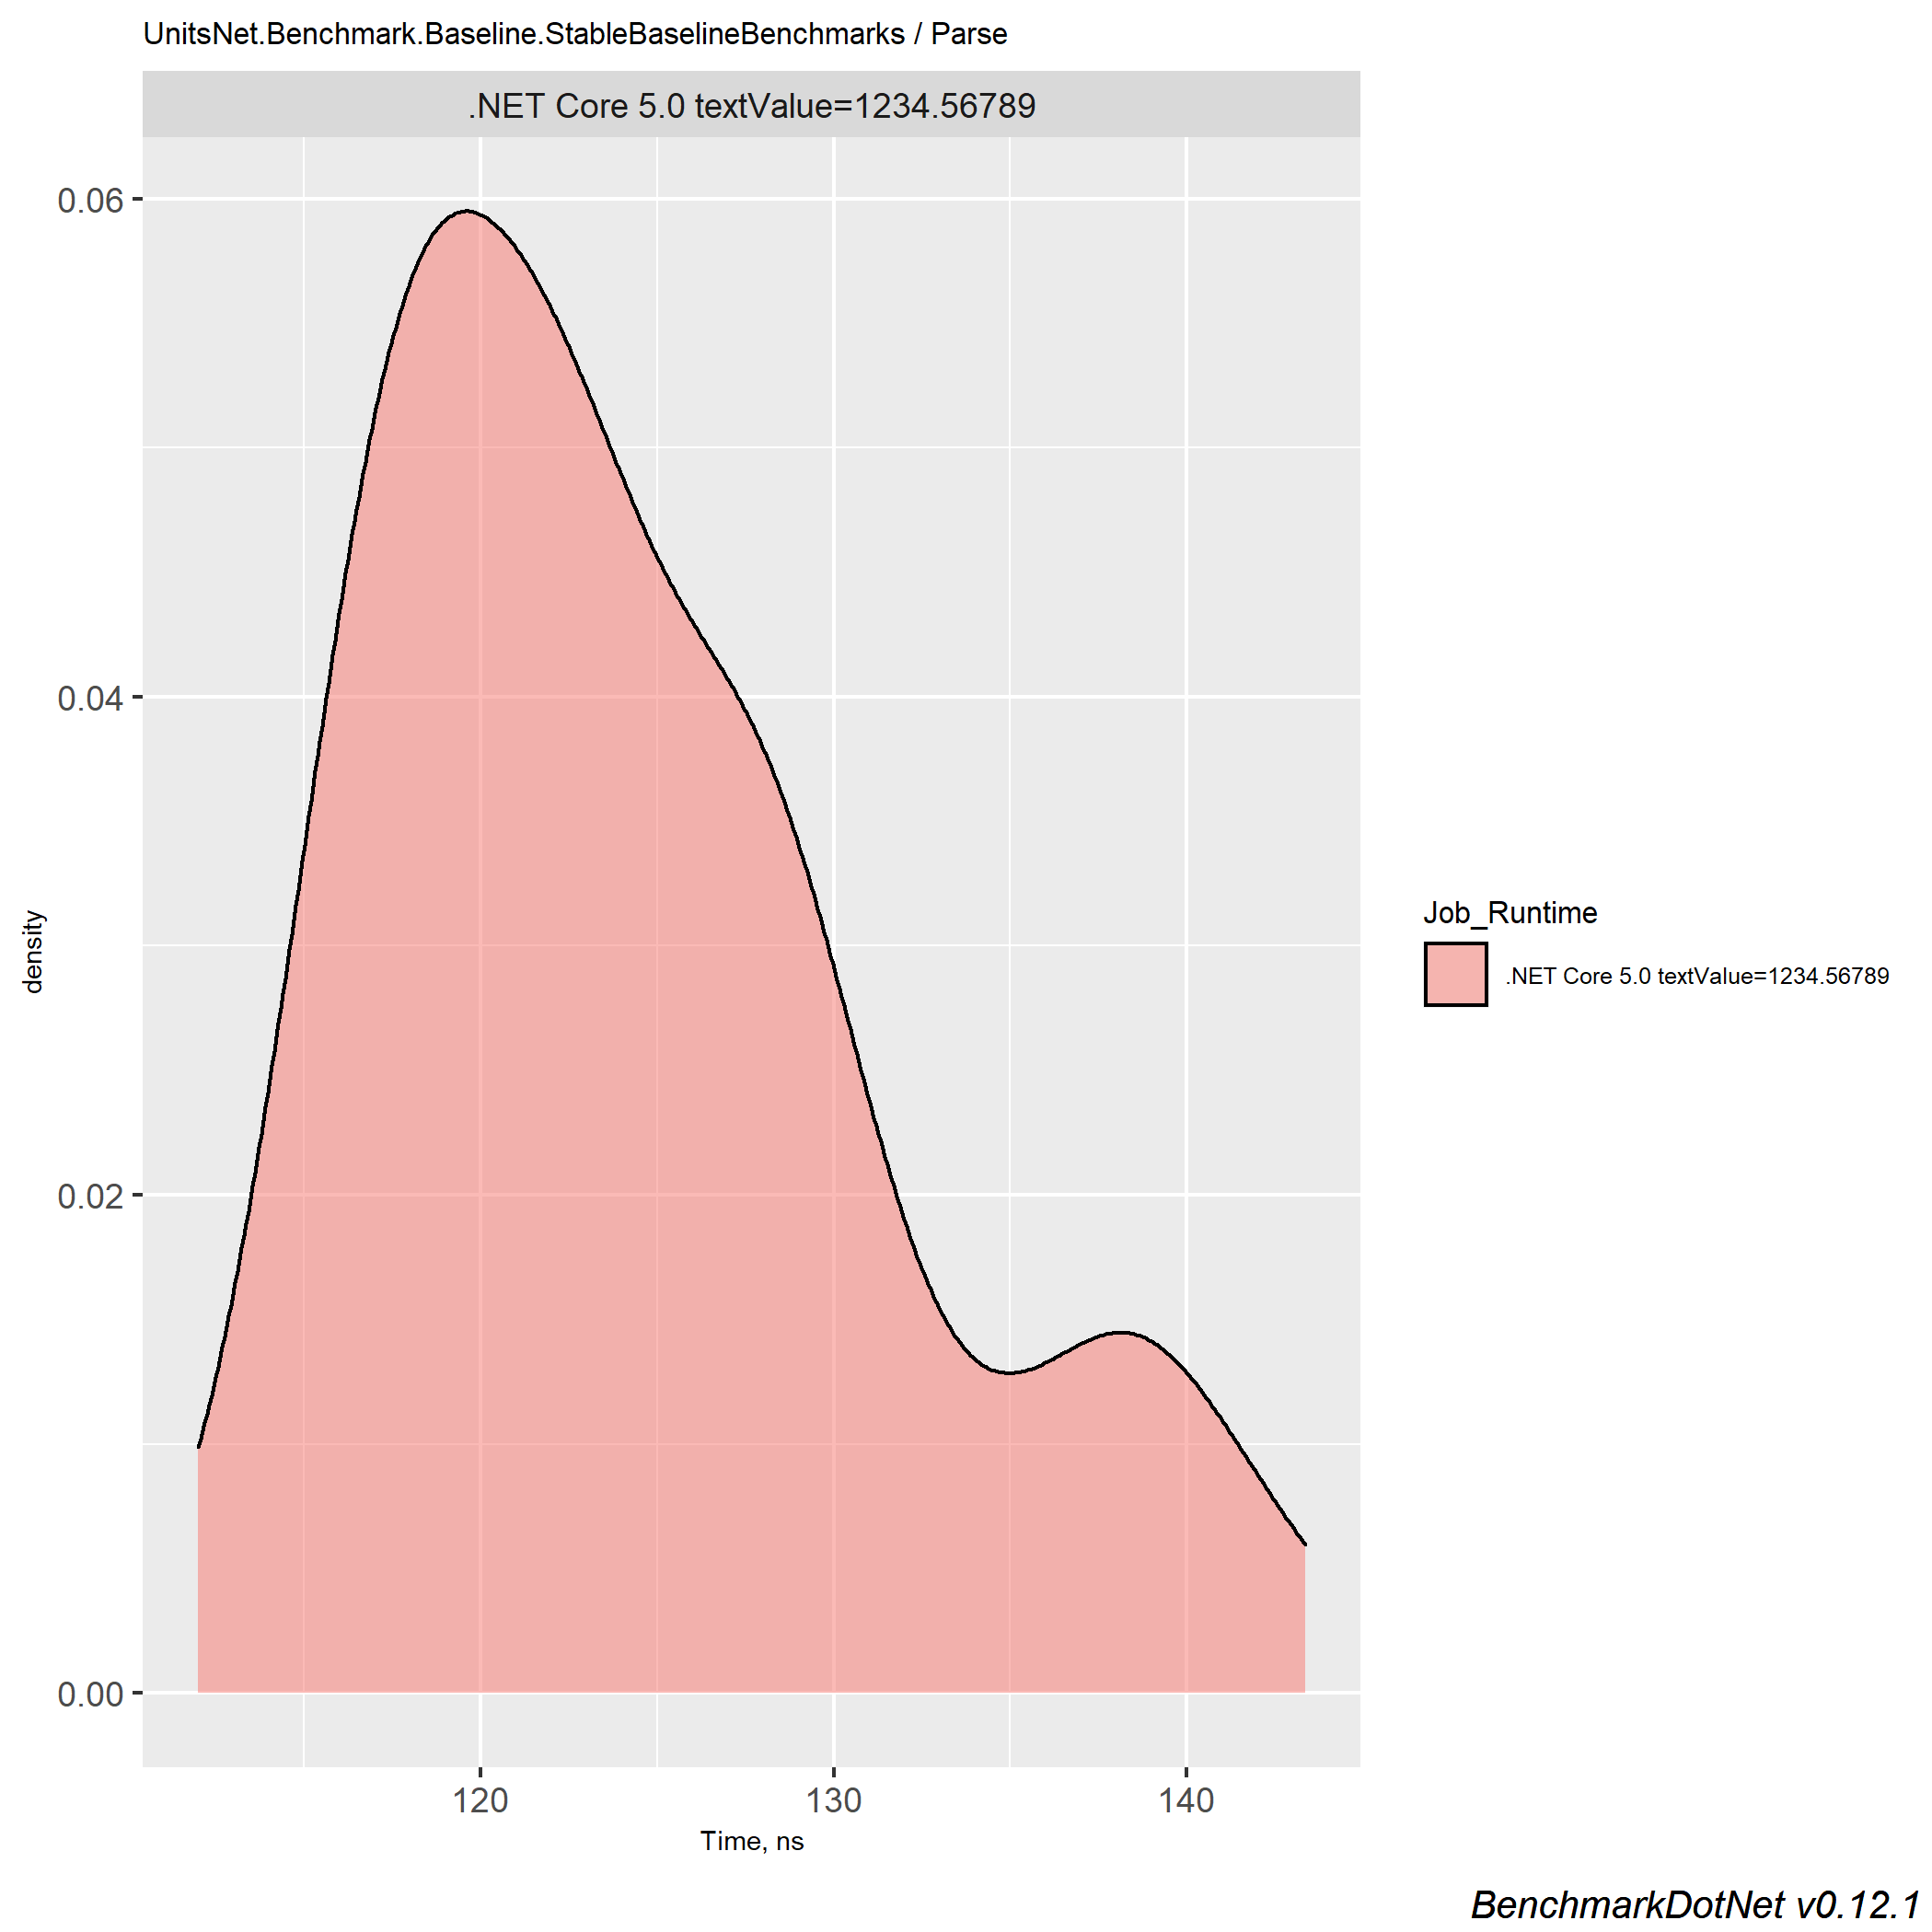 UnitsNet.Benchmark.Baseline.StableBaselineBenchmarks / Parse
.NET Core 5.0 textValue=1234.56789
0.06
0.04
0.02
0.00
density
120 130 140
Time, ns
Job_Runtime
.NET Core 5.0 textValue=1234.56789
BenchmarkDotNet v0.12.1